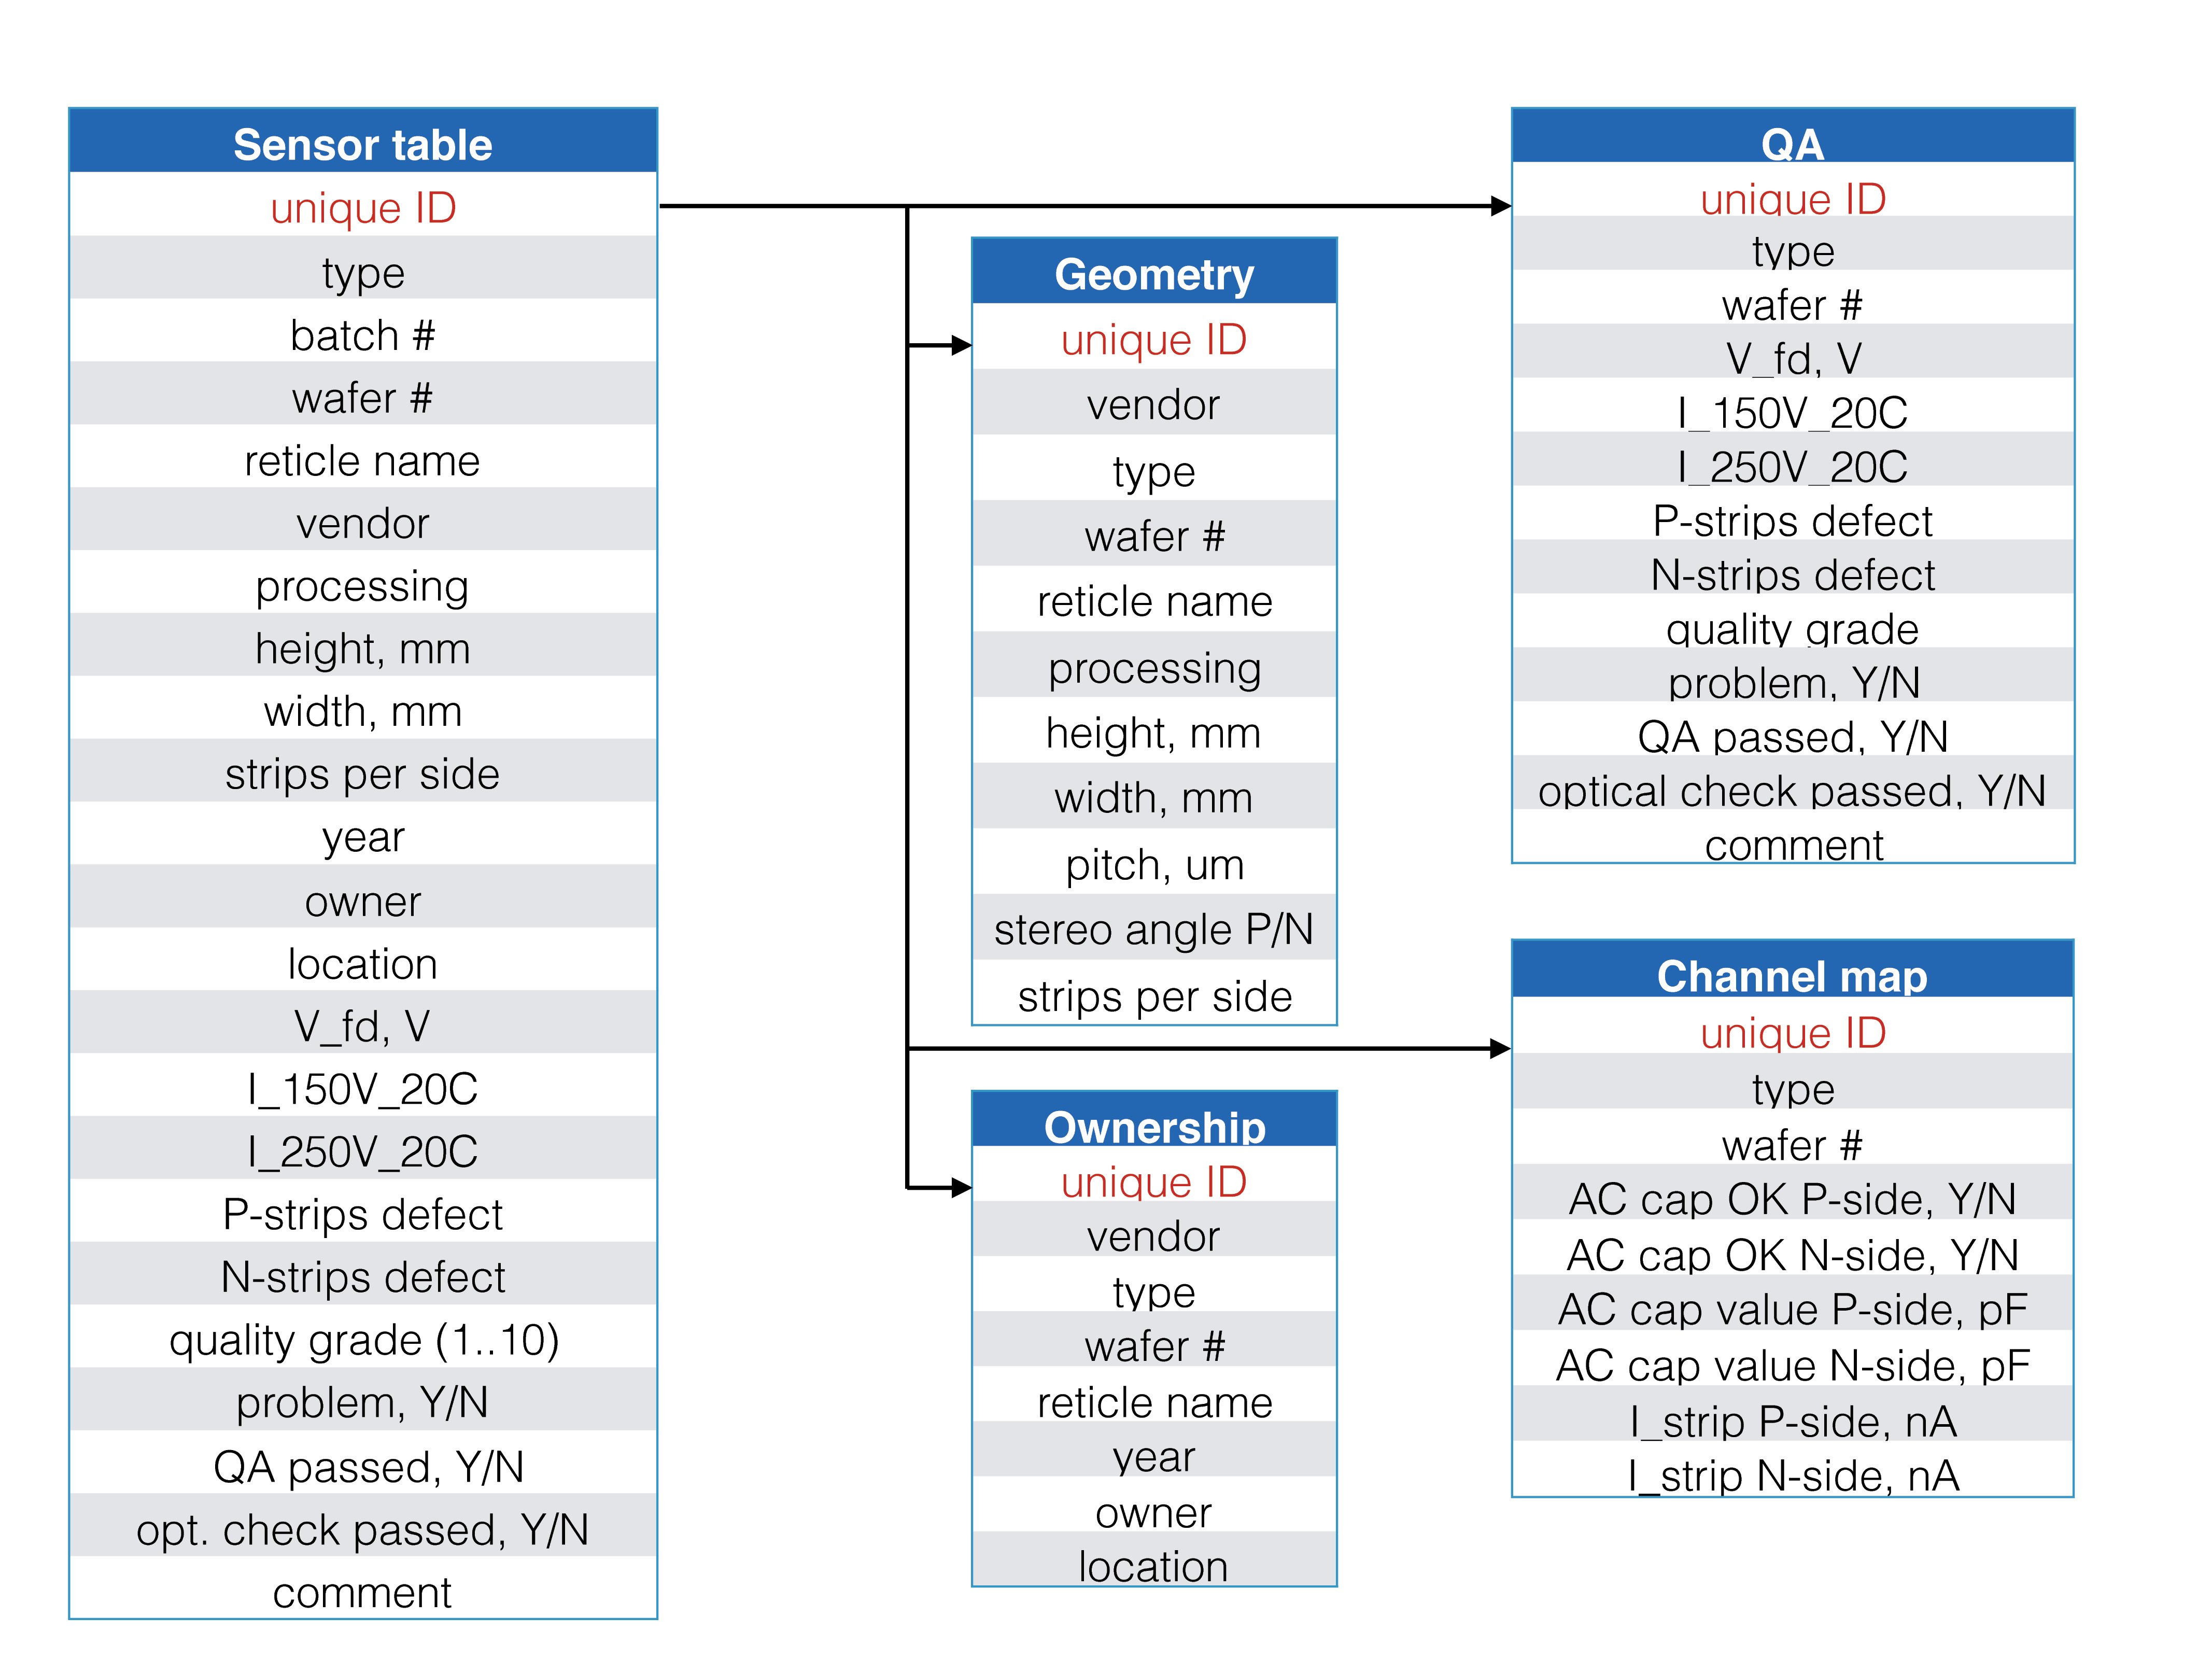 Sensor table
unique ID
type
batch #
wafer #
reticle name
vendor
processing
height, mm
width, mm
strips per side
year
owner
location
V_fd, V
I_150V_20C
I_250V_20C
P-strips defect
N-strips defect
quality grade (1..10)
problem, Y/N
QA passed, Y/N
opt. check passed, Y/N
comment
Geometry
unique ID
vendor
type
wafer #
reticle name
processing
height, mm
width, mm
pitch, um
stereo angle P/N
strips per side
Ownership
unique ID
vendor
type
wafer #
reticle name
year
owner
location
QA
unique ID
type
wafer #
V_fd, V
I_150V_20C
I_250V_20C
P-strips defect
N-strips defect
quality grade
problem, Y/N
QA passed, Y/N
optical check passed, Y/N
comment
Channel map
unique ID
type
wafer #
AC cap OK P-side, Y/N
AC cap OK N-side, Y/N
AC cap value P-side, pF
AC cap value N-side, pF
I_strip P-side, nA
I_strip N-side, nA